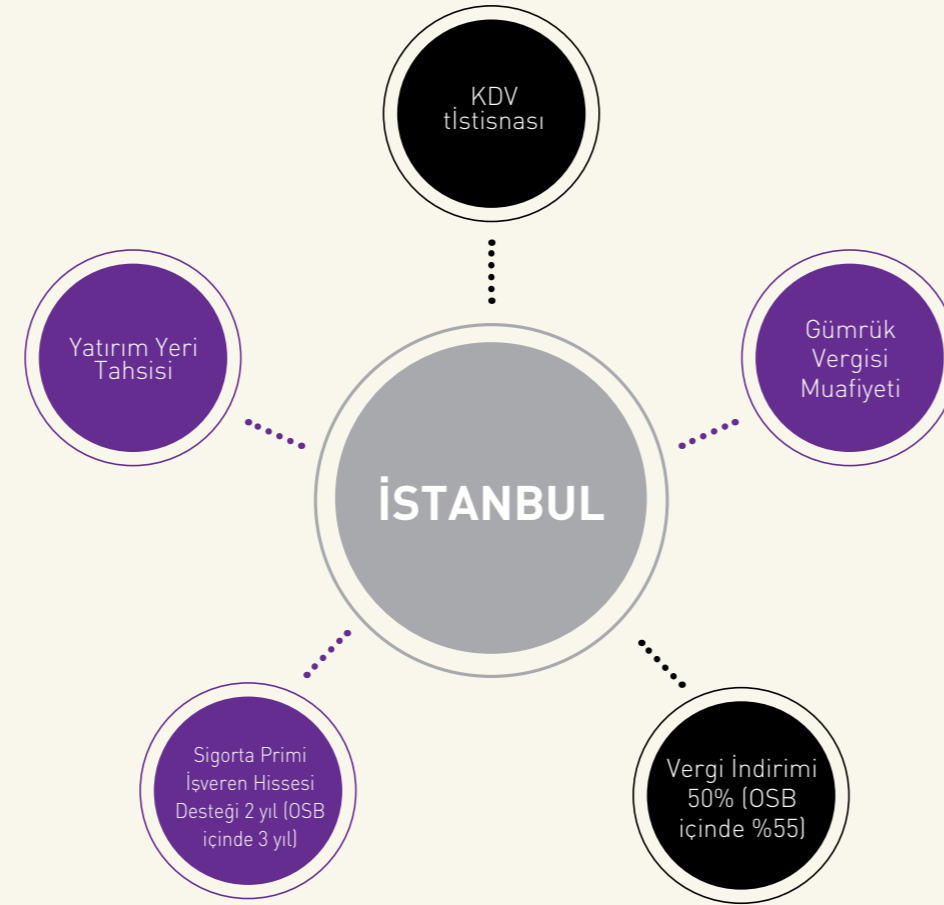 KDV
tİstisnası
Yatırım Yeri
Tahsisi
Gümrük
Vergisi
Muafiyeti
İSTANBUL
Sigorta Primi
İşveren Hissesi
Desteği 2 yıl (OSB
içinde 3 yıl)
Vergi İndirimi
50% (OSB
içinde %55)